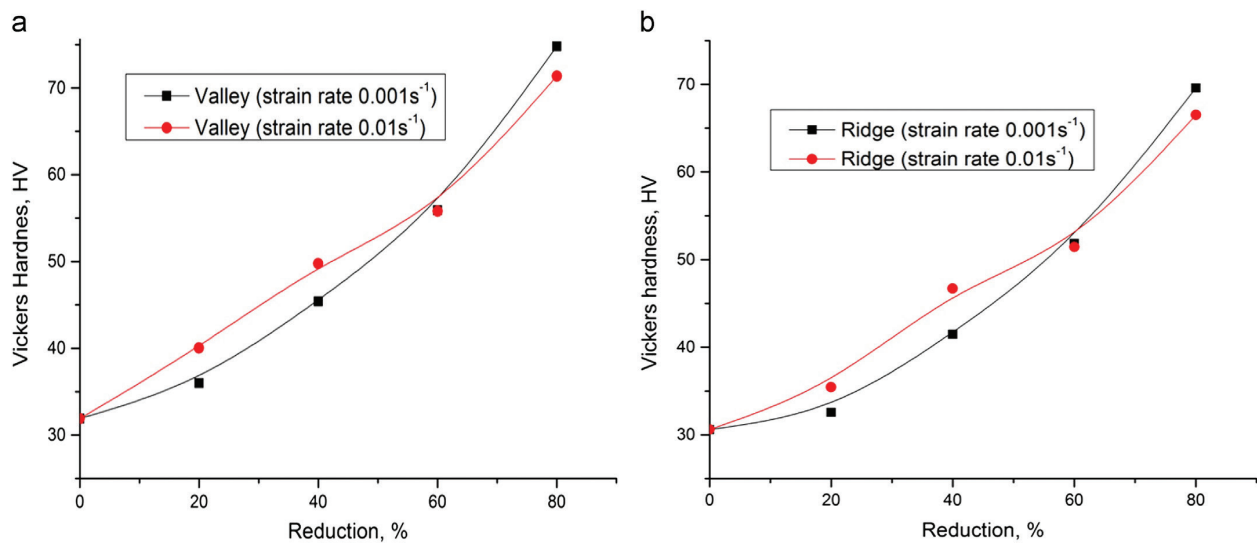 a
Vickers Hardnes, HV
70
60
50
40
30
Valley (strain rate 0.001s⁻¹)
Valley (strain rate 0.01s⁻¹)
0 20 40 60 80
Reduction, %
b
Vickers hardness, HV
70
60
50
40
30
Ridge (strain rate 0.001s⁻¹)
Ridge (strain rate 0.01s⁻¹)
0 20 40 60 80
Reduction, %